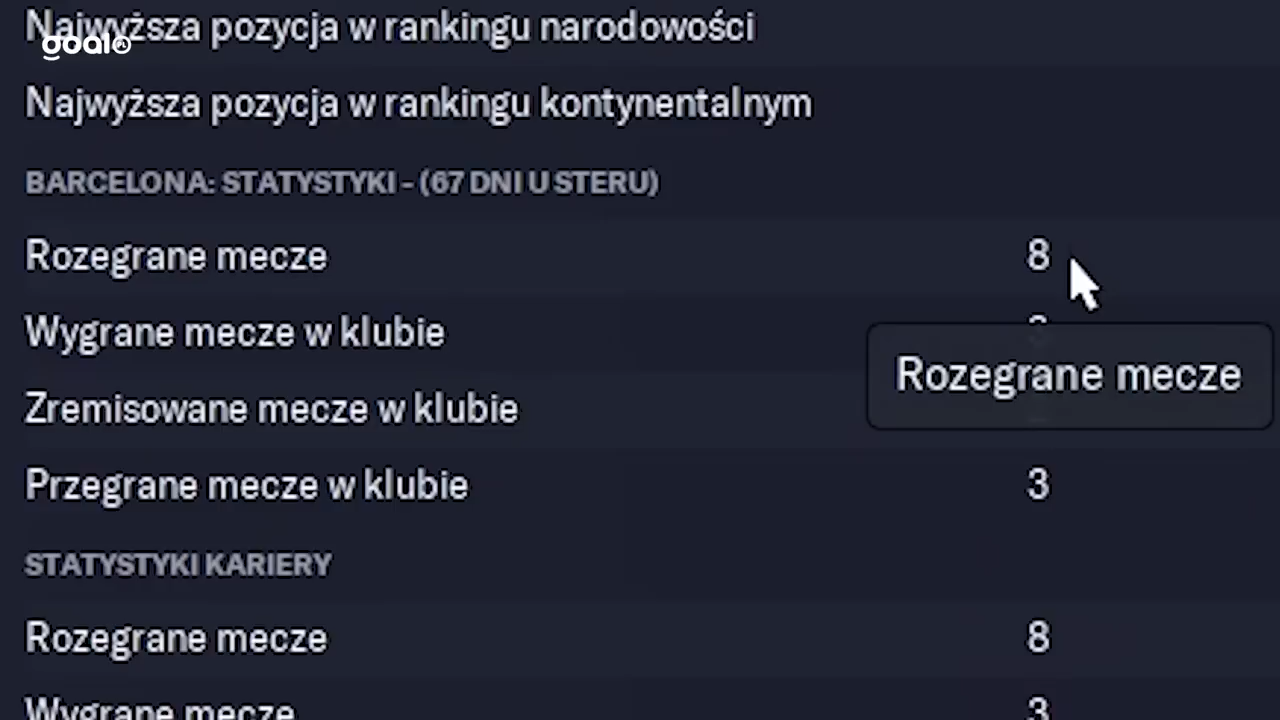 Najwyższa pozycja w rankingu narodowości
goal
Najwyższa pozycja w rankingu kontynentalnym
BARCELONA: STATYSTYKI - (67 DNI U STERU)
Rozegrane mecze 8
Wygrane mecze w klubie
Rozegrane mecze
Zremisowane mecze w klubie
Przegrane mecze w klubie 3
STATYSTYKI KARIERY
Rozegrane mecze 8
Wygrane mecze 3